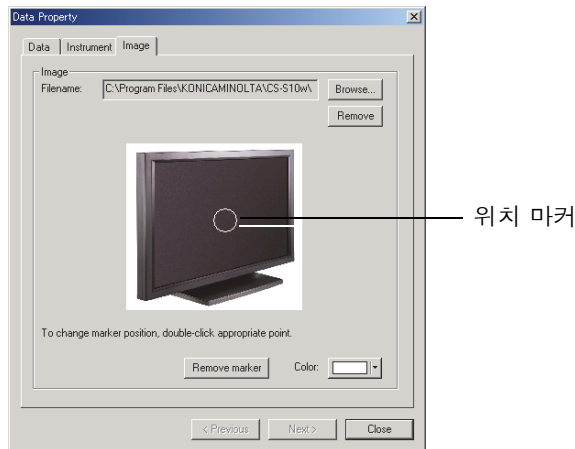 Data Property
Data Instrument Image
Image
Filename: C:\Program Files\KONICAMINOLTA\CS-S10w\ Browse...
Remove
위치 마커
To change marker position, double-click appropriate point.
Remove marker Color:
< Previous Next > Close